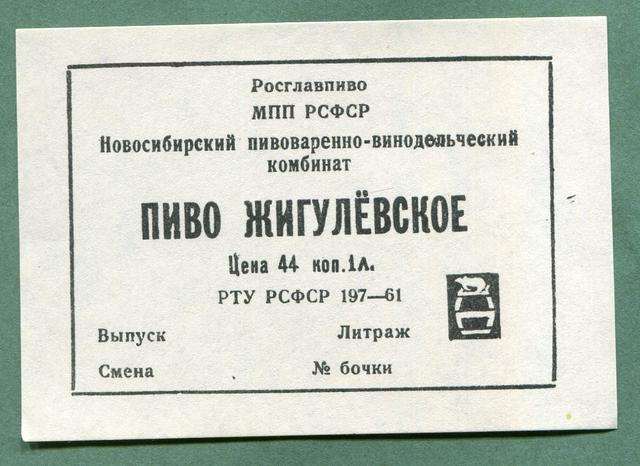 Росглавпиво
МПП РСФСР
Новосибирский пивоваренно-винодельческий
комбинат
ПИВО ЖИГУЛЁВСКОЕ
Цена 44 коп.1л.
РТУ РСФСР 197—61
Выпуск Литраж
Смена № бочки